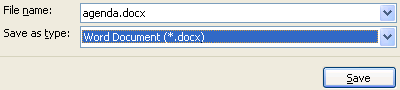 File name: agenda.docx
Save as type: Word Document (*.docx)
Save